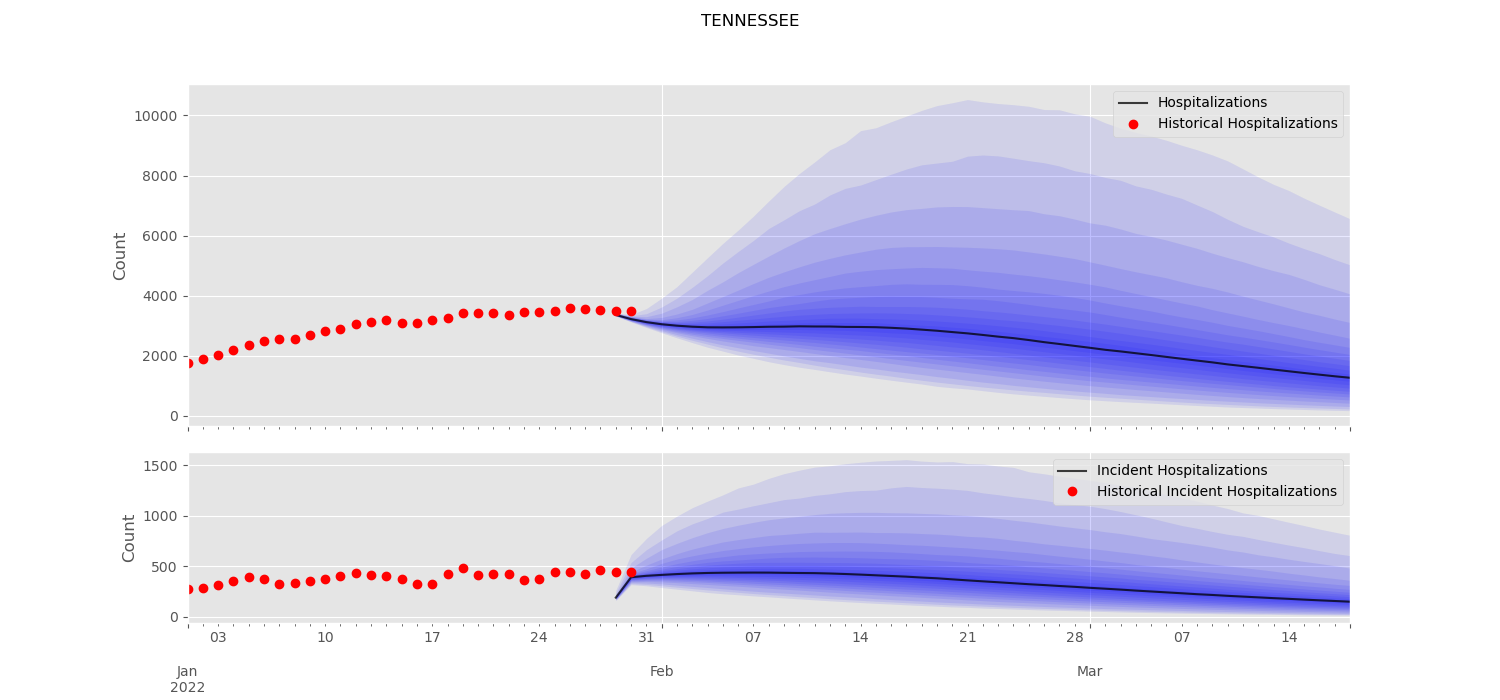 TENNESSEE
Hospitalizations
Historical Hospitalizations
Count
10000
8000
6000
4000
2000
0
Incident Hospitalizations
Historical Incident Hospitalizations
Count
1500
1000
500
0
03 10 17 24 31 07 14 21 28 07 14
Jan Feb Mar
2022